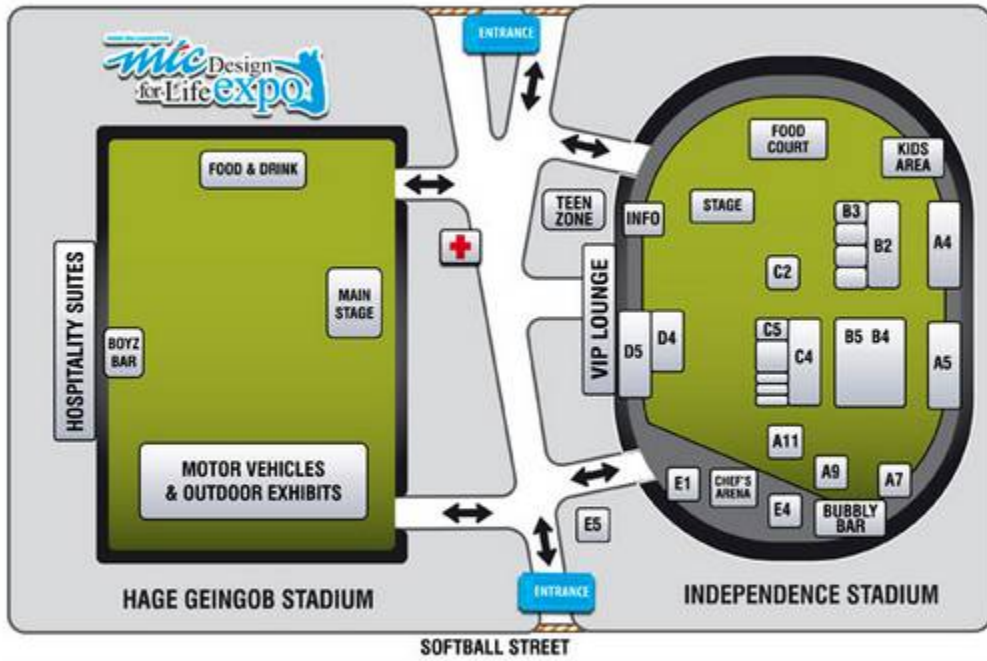 ENTRANCE
mtc Design
for Life expo
FOOD & DRINK
HOSPITALITY SUITES
BOYZ
BAR
MAIN
STAGE
MOTOR VEHICLES
& OUTDOOR EXHIBITS
HAGE GEINGOB STADIUM
TEEN
ZONE
VIP LOUNGE
INFO
STAGE
FOOD
COURT
KIDS
AREA
B3
B2
A4
C2
D5
D4
C5
C4
B5 B4
A5
A11
A9
A7
E1
CHEF'S
ARENA
E4
BUBBLY
BAR
E5
ENTRANCE
INDEPENDENCE STADIUM
SOFTBALL STREET